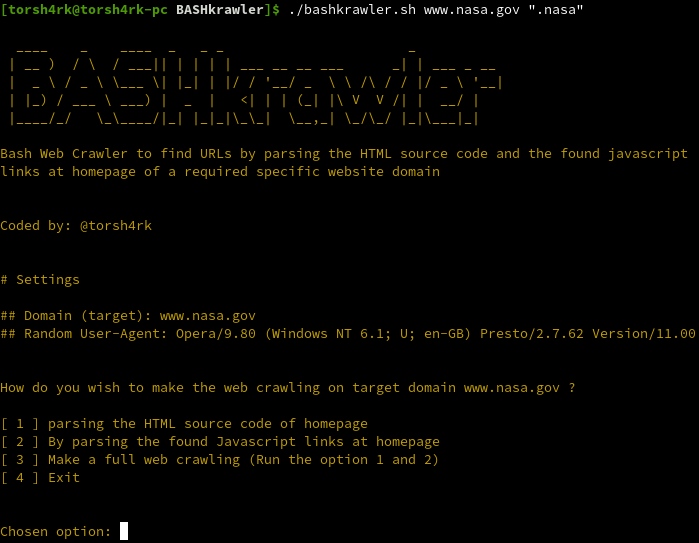 [torsh4rk@torsh4rk-pc BASHkrawler]$ ./bashkrawler.sh www.nasa.gov ".nasa"
BASHkrawler
Bash Web Crawler to find URLs by parsing the HTML source code and the found javascript
links at homepage of a required specific website domain
Coded by: @torsh4rk
# Settings
## Domain (target): www.nasa.gov
## Random User-Agent: Opera/9.80 (Windows NT 6.1; U; en-GB) Presto/2.7.62 Version/11.00
How do you wish to make the web crawling on target domain www.nasa.gov ?
[ 1 ] parsing the HTML source code of homepage
[ 2 ] By parsing the found Javascript links at homepage
[ 3 ] Make a full web crawling (Run the option 1 and 2)
[ 4 ] Exit
Chosen option: